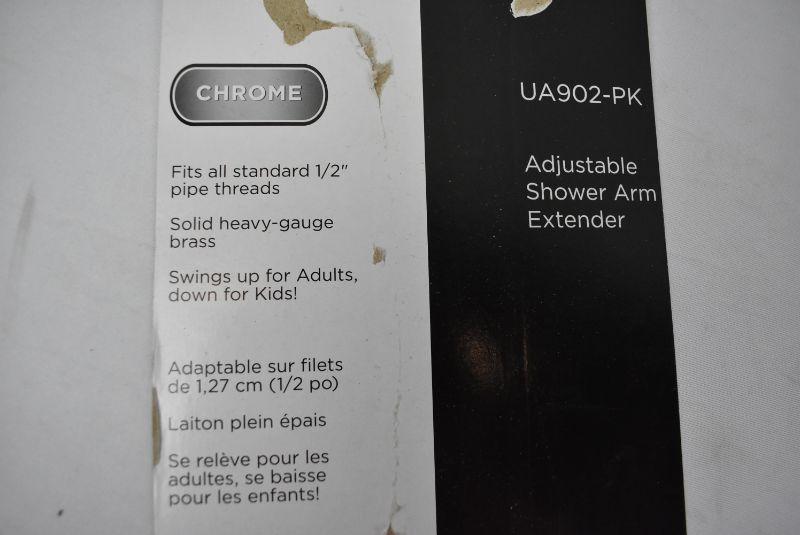 CHROME
Fits all standard 1/2"
pipe threads
Solid heavy-gauge
brass
Swings up for Adults,
down for Kids!
Adaptable sur filets
de 1,27 cm (1/2 po)
Laiton plein épais
Se relève pour les
adultes, se baisse
pour les enfants!
UA902-PK
Adjustable
Shower Arm
Extender